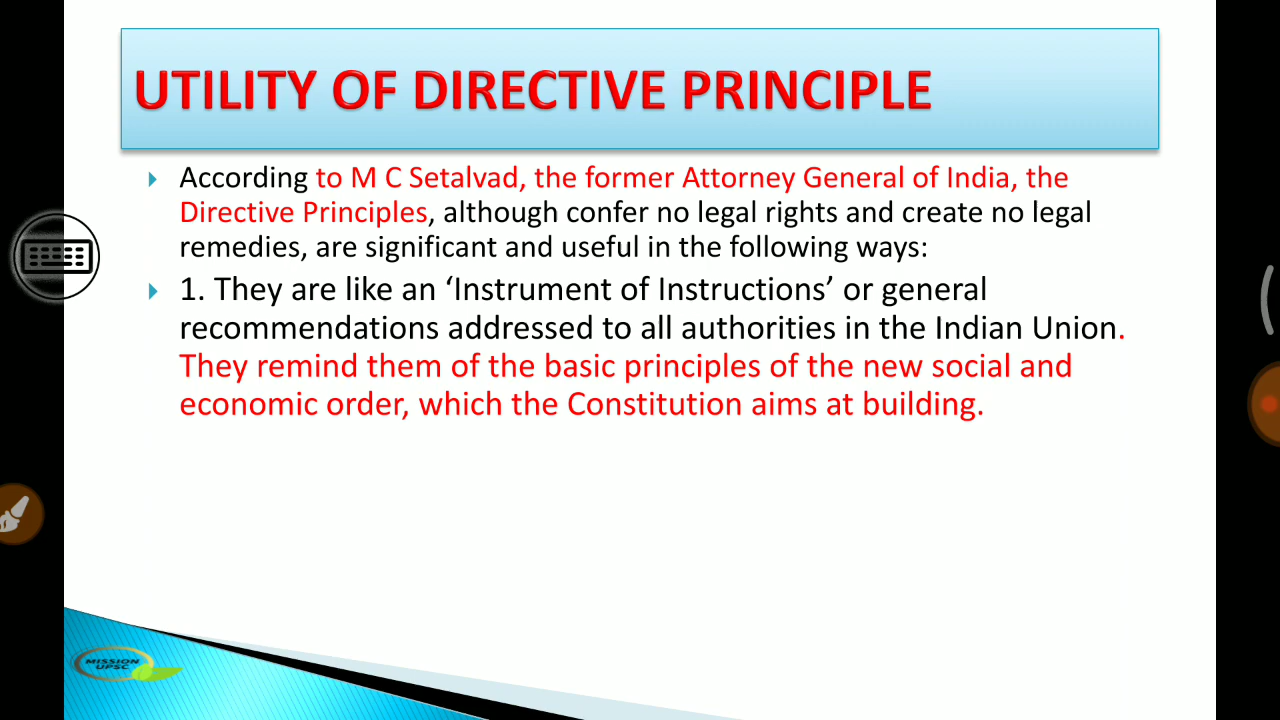 UTILITY OF DIRECTIVE PRINCIPLE
According to M C Setalvad, the former Attorney General of India, the
Directive Principles, although confer no legal rights and create no legal
remedies, are significant and useful in the following ways:
1. They are like an ‘Instrument of Instructions’ or general
recommendations addressed to all authorities in the Indian Union.
They remind them of the basic principles of the new social and
economic order, which the Constitution aims at building.
MISSION
UPSC